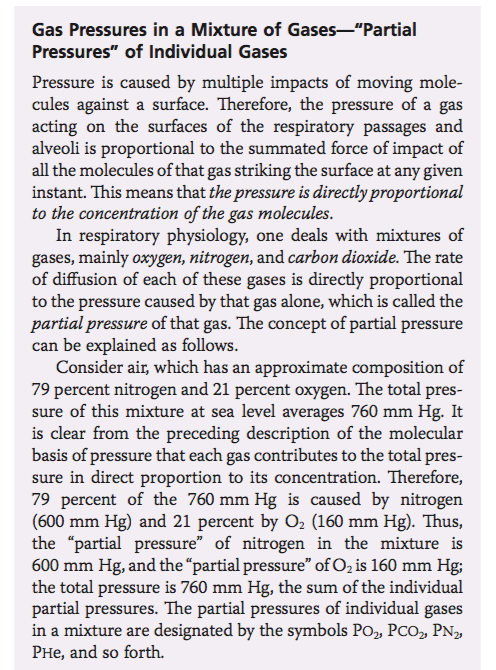 Gas Pressures in a Mixture of Gases—“Partial
Pressures” of Individual Gases
Pressure is caused by multiple impacts of moving mole-
cules against a surface. Therefore, the pressure of a gas
acting on the surfaces of the respiratory passages and
alveoli is proportional to the summated force of impact of
all the molecules of that gas striking the surface at any given
instant. This means that the pressure is directly proportional
to the concentration of the gas molecules.
In respiratory physiology, one deals with mixtures of
gases, mainly oxygen, nitrogen, and carbon dioxide. The rate
of diffusion of each of these gases is directly proportional
to the pressure caused by that gas alone, which is called the
partial pressure of that gas. The concept of partial pressure
can be explained as follows.
Consider air, which has an approximate composition of
79 percent nitrogen and 21 percent oxygen. The total pres-
sure of this mixture at sea level averages 760 mm Hg. It
is clear from the preceding description of the molecular
basis of pressure that each gas contributes to the total pres-
sure in direct proportion to its concentration. Therefore,
79 percent of the 760 mm Hg is caused by nitrogen
(600 mm Hg) and 21 percent by O₂ (160 mm Hg). Thus,
the “partial pressure” of nitrogen in the mixture is
600 mm Hg, and the “partial pressure” of O₂ is 160 mm Hg;
the total pressure is 760 mm Hg, the sum of the individual
partial pressures. The partial pressures of individual gases
in a mixture are designated by the symbols PO₂, PCO₂, PN₂,
PHe, and so forth.